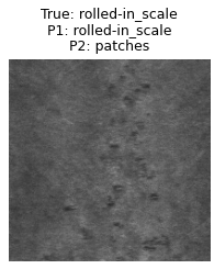 True: rolled-in_scale
P1: rolled-in_scale
P2: patches